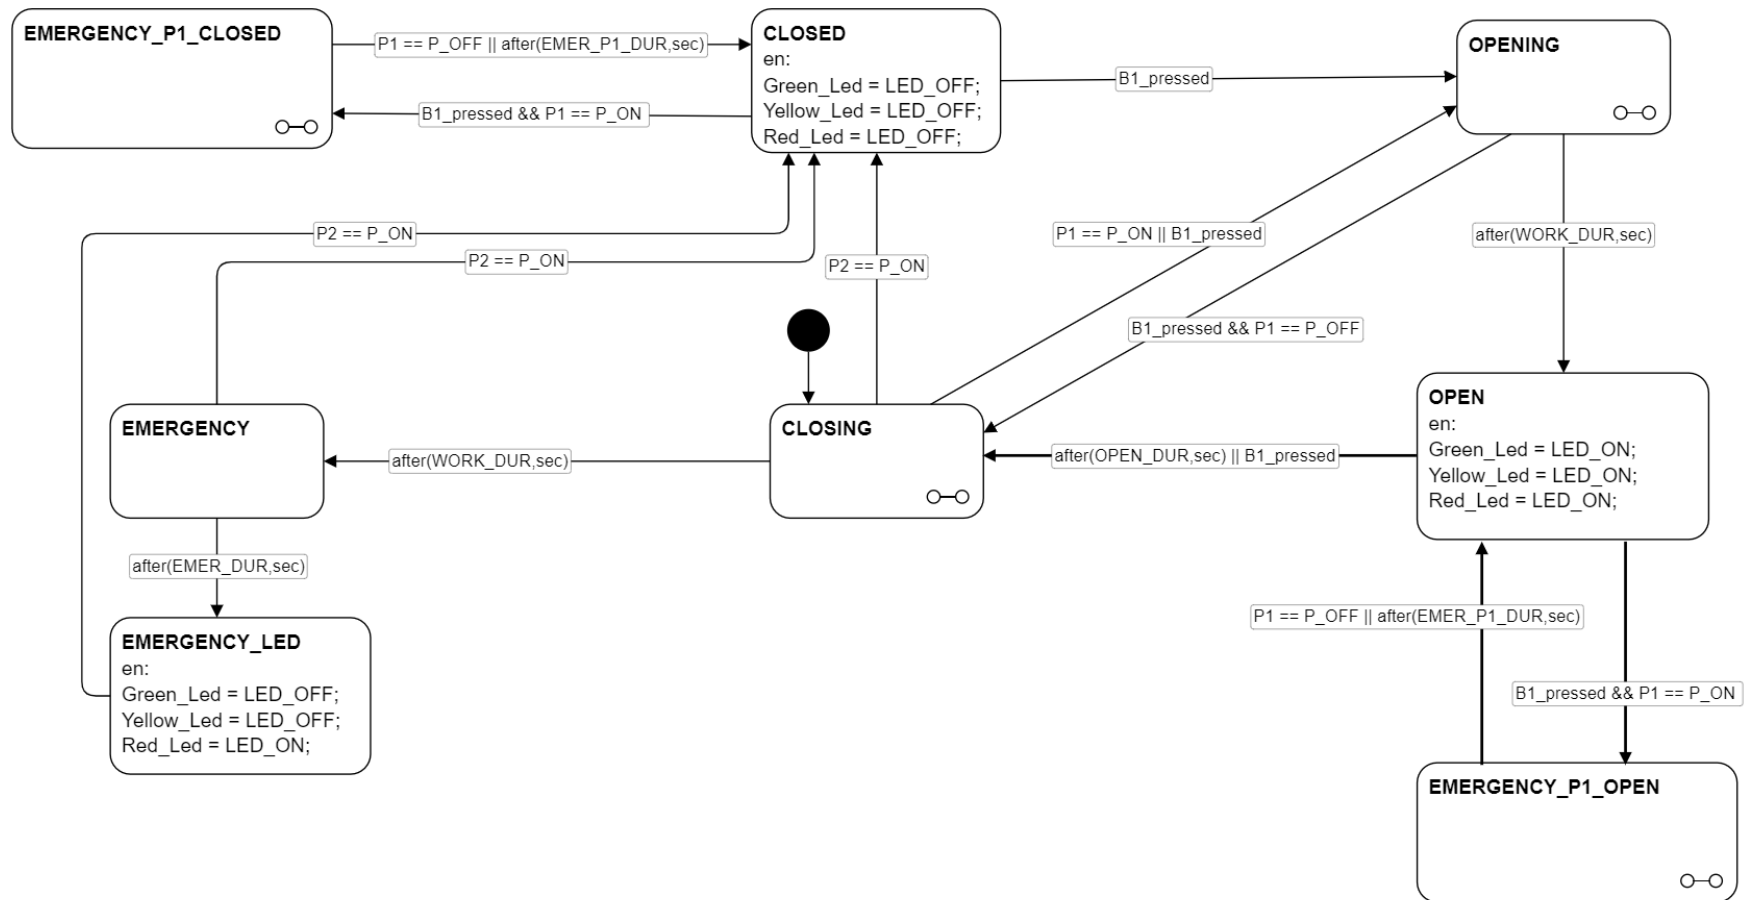 EMERGENCY_P1_CLOSED
P1 == P_OFF || after(EMER_P1_DUR,sec)
B1_pressed && P1 == P_ON
CLOSED
en:
Green_Led = LED_OFF;
Yellow_Led = LED_OFF;
Red_Led = LED_OFF;
B1_pressed
OPENING
P2 == P_ON
P2 == P_ON
P2 == P_ON
P1 == P_ON || B1_pressed
after(WORK_DUR,sec)
B1_pressed && P1 == P_OFF
EMERGENCY
after(WORK_DUR,sec)
CLOSING
after(OPEN_DUR,sec) || B1_pressed
OPEN
en:
Green_Led = LED_ON;
Yellow_Led = LED_ON;
Red_Led = LED_ON;
after(EMER_DUR,sec)
EMERGENCY_LED
en:
Green_Led = LED_OFF;
Yellow_Led = LED_OFF;
Red_Led = LED_ON;
P1 == P_OFF || after(EMER_P1_DUR,sec)
B1_pressed && P1 == P_ON
EMERGENCY_P1_OPEN